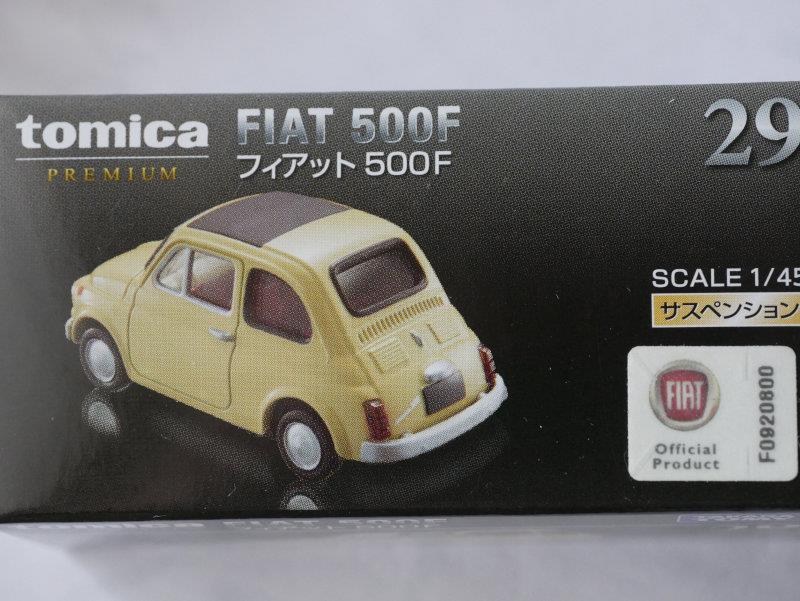 tomica
PREMIUM
FIAT 500F
フィアット 500F
29
SCALE 1/45
サスペンション
FIAT
Official
Product
F0920800